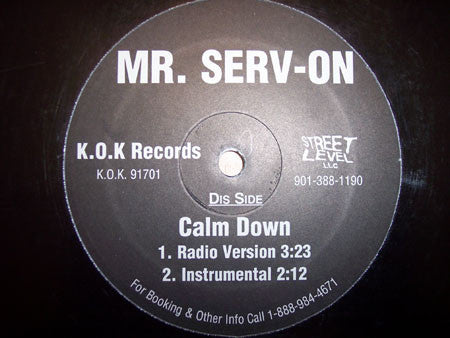 MR. SERV-ON
K.O.K Records
K.O.K. 91701
STREET
LEVEL
LLC
901-388-1190
DIS SIDE
Calm Down
1. Radio Version 3:23
2. Instrumental 2:12
For Booking & Other Info Call 1-888-984-4671